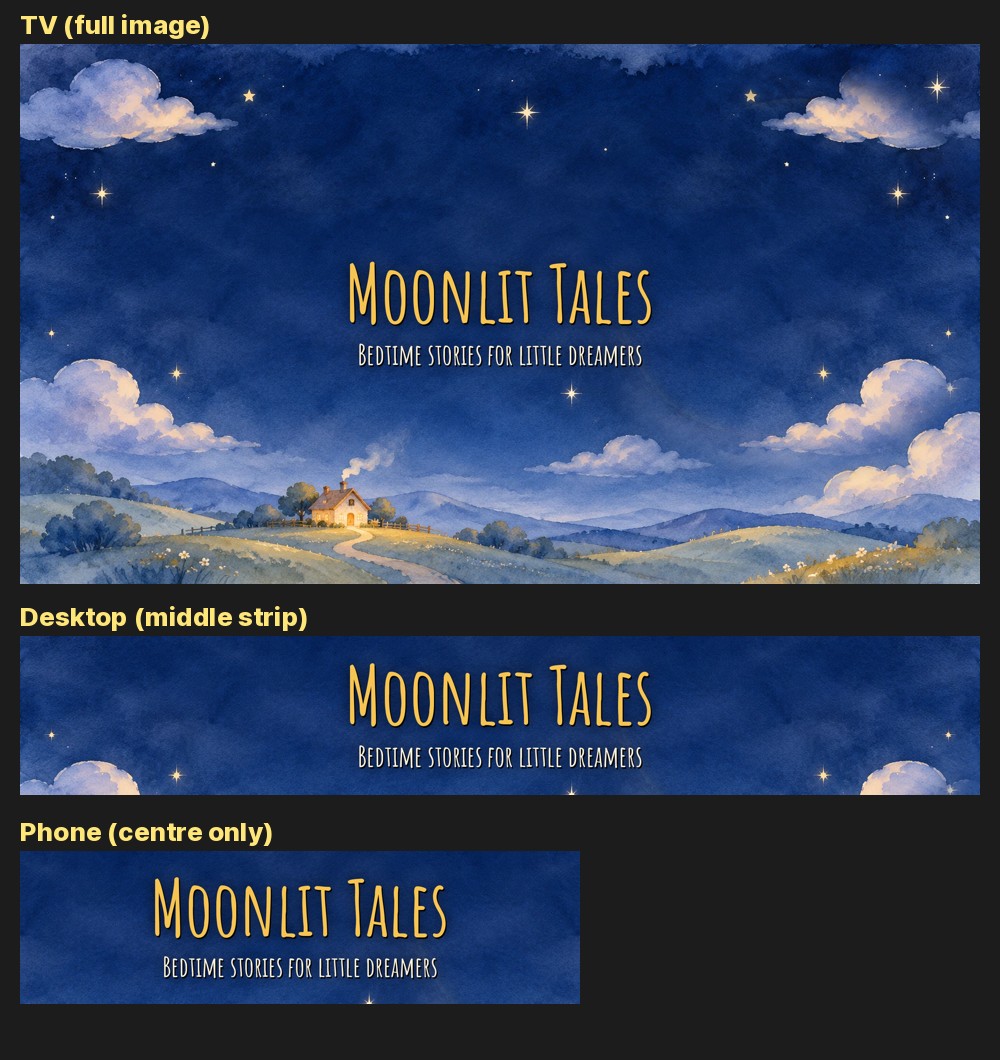 TV (full image)
Moonlit Tales
Bedtime stories for little dreamers
Desktop (middle strip)
Moonlit Tales
Bedtime stories for little dreamers
Phone (centre only)
Moonlit Tales
Bedtime stories for little dreamers